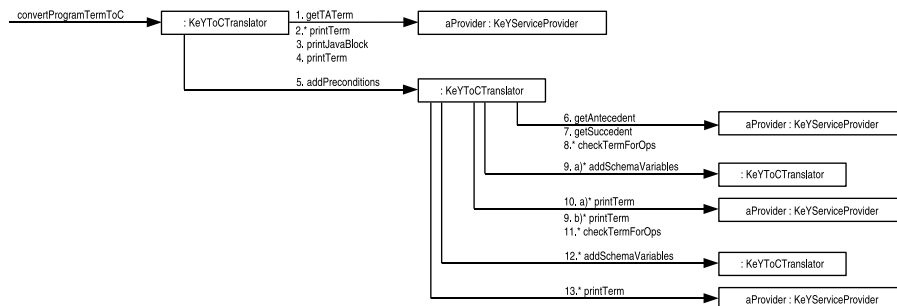 convertProgramTermToC
: KeYToCTranslator
1. getTATerm
2.* printTerm
3. printJavaBlock
4. printTerm
aProvider : KeYServiceProvider
5. addPreconditions
: KeYToCTranslator
6. getAntecedent
7. getSuccedent
8.* checkTermForOps
aProvider : KeYServiceProvider
9. a)* addSchemaVariables
: KeYToCTranslator
10. a)* printTerm
9. b)* printTerm
11.* checkTermForOps
aProvider : KeYServiceProvider
12.* addSchemaVariables
: KeYToCTranslator
13.* printTerm
aProvider : KeYServiceProvider